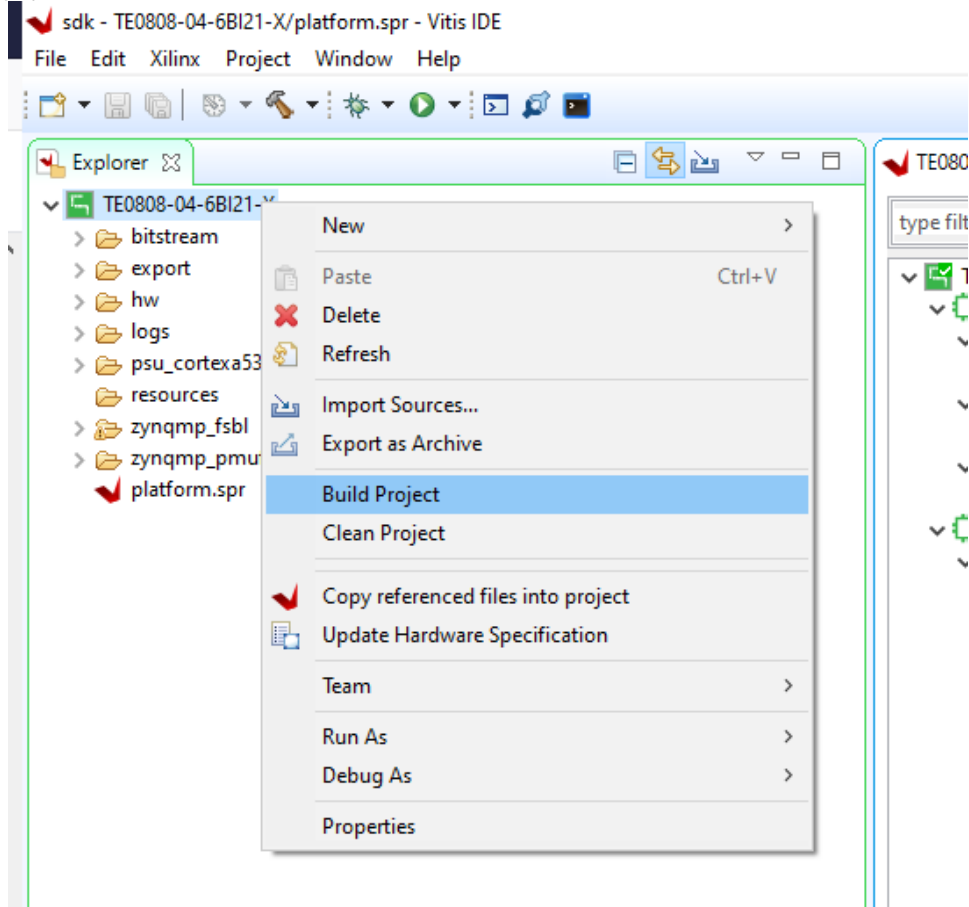 sdk - TE0808-04-6BI21-X/platform.spr - Vitis IDE
File Edit Xilinx Project Window Help
Explorer
TE080
TE0808-04-6BI21-X
type filt
bitstream
export
hw
logs
psu_cortexa53
resources
zynqmp_fsbl
zynqmp_pmu
platform.spr
New
Paste Ctrl+V
Delete
Refresh
Import Sources...
Export as Archive
Build Project
Clean Project
Copy referenced files into project
Update Hardware Specification
Team
Run As
Debug As
Properties